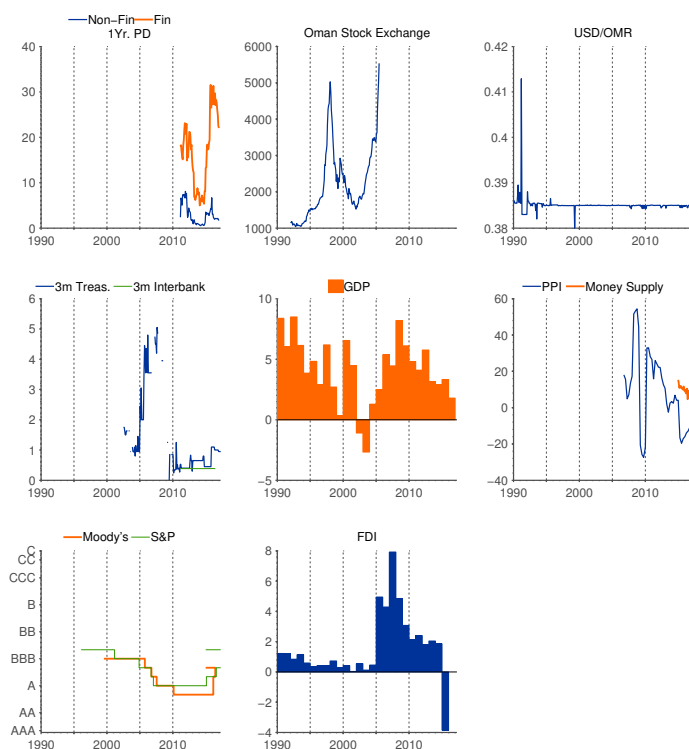 Non−Fin Fin
1Yr. PD
40
30
20
10
0
1990 2000 2010
Oman Stock Exchange
6000
5000
4000
3000
2000
1000
1990 2000 2010
USD/OMR
0.42
0.41
0.4
0.39
0.38
1990 2000 2010
3m Treas. 3m Interbank
6
5
4
3
2
1
0
1990 2000 2010
GDP
10
5
0
−5
1990 2000 2010
PPI Money Supply
60
40
20
0
−20
−40
1990 2000 2010
Moody's S&P
C
CC
CCC
B
BB
BBB
A
AA
AAA
1990 2000 2010
FDI
8
6
4
2
0
−2
−4
1990 2000 2010